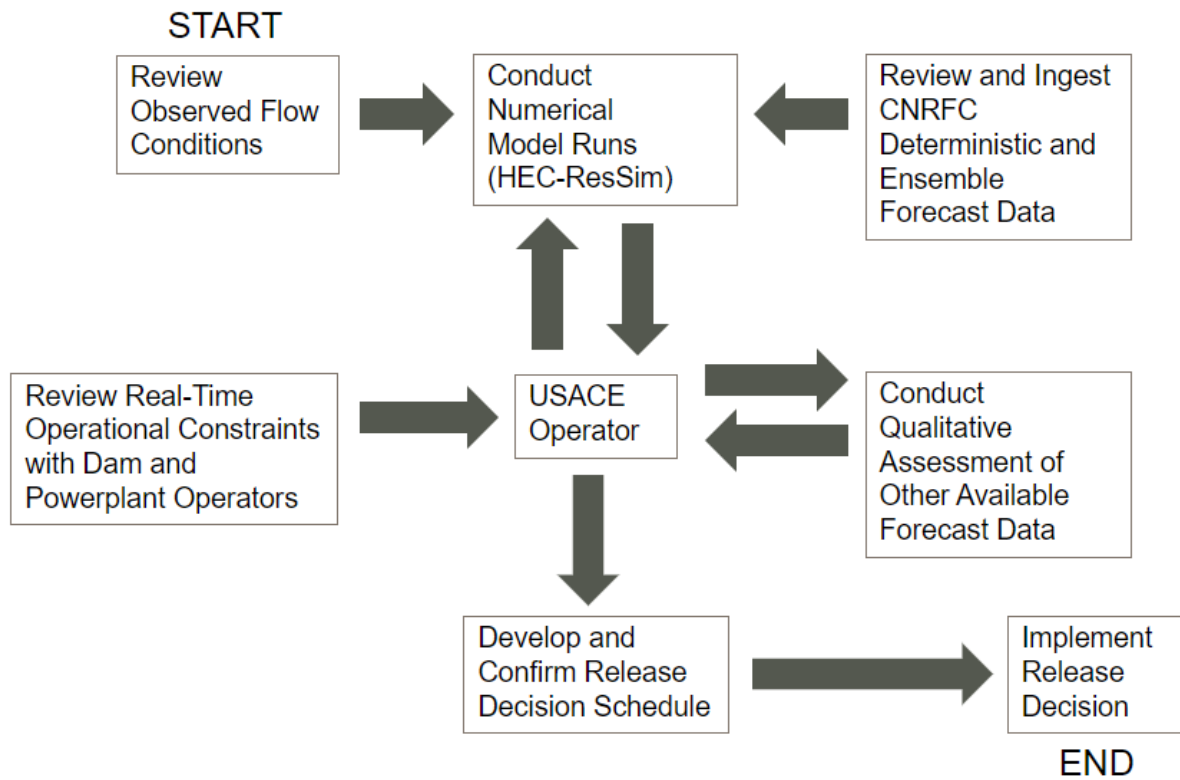 START
Review
Observed Flow
Conditions
Conduct
Numerical
Model Runs
(HEC-ResSim)
Review and Ingest
CNRFC
Deterministic and
Ensemble
Forecast Data
Review Real-Time
Operational Constraints
with Dam and
Powerplant Operators
USACE
Operator
Conduct
Qualitative
Assessment of
Other Available
Forecast Data
Develop and
Confirm Release
Decision Schedule
Implement
Release
Decision
END